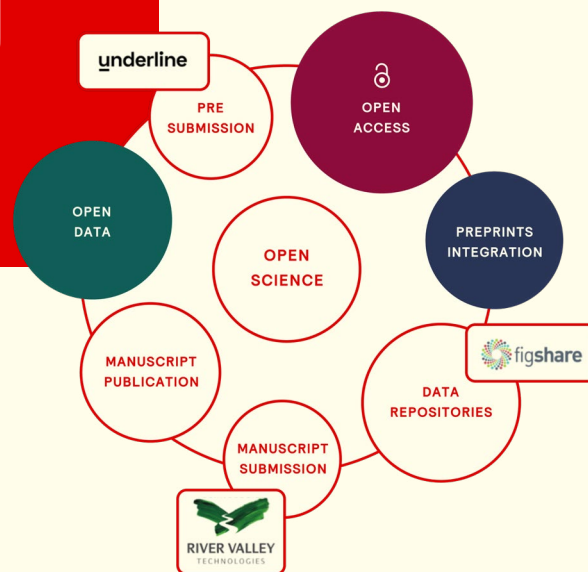 underline
PRE
SUBMISSION
OPEN
ACCESS
OPEN
DATA
PREPRINTS
INTEGRATION
OPEN
SCIENCE
figshare
MANUSCRIPT
PUBLICATION
DATA
REPOSITORIES
MANUSCRIPT
SUBMISSION
RIVER VALLEY
TECHNOLOGIES